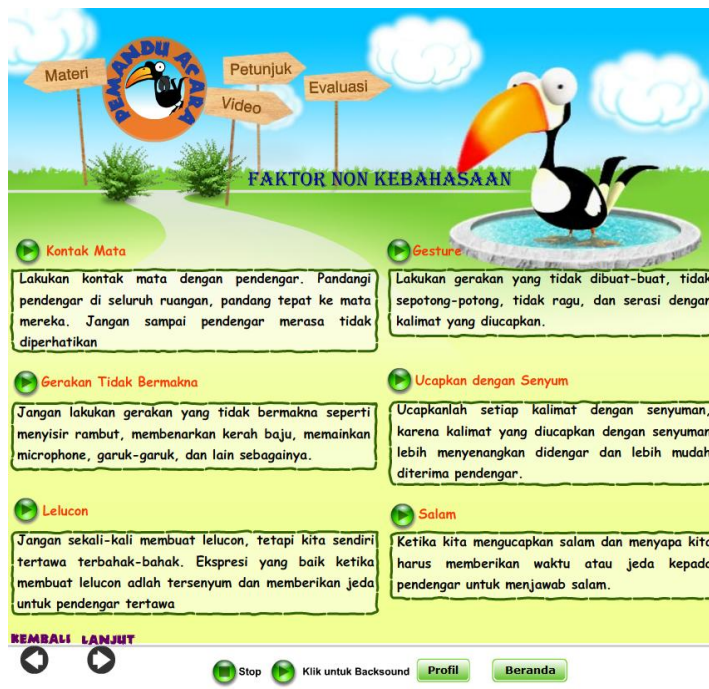 Materi
PEMANDU ACARA
Petunjuk
Video
Evaluasi
FAKTOR NON KEBAHASAAN
Kontak Mata
Lakukan kontak mata dengan pendengar. Pandangi
pendengar di seluruh ruangan, pandang tepat ke mata
mereka. Jangan sampai pendengar merasa tidak
diperhatikan
Gesture
Lakukan gerakan yang tidak dibuat-buat, tidak
sepotong-potong, tidak ragu, dan serasi dengan
kalimat yang diucapkan.
Gerakan Tidak Bermakna
Jangan lakukan gerakan yang tidak bermakna seperti
menyisir rambut, membenarkan kerah baju, memainkan
microphone, garuk-garuk, dan lain sebagainya.
Ucapkan dengan Senyum
Ucapkanlah setiap kalimat dengan senyuman,
karena kalimat yang diucapkan dengan senyuman
lebih menyenangkan didengar dan lebih mudah
diterima pendengar.
Lelucon
Jangan sekali-kali membuat lelucon, tetapi kita sendiri
tertawa terbahak-bahak. Ekspresi yang baik ketika
membuat lelucon adlah tersenyum dan memberikan jeda
untuk pendengar tertawa
Salam
Ketika kita mengucapkan salam dan menyapa kita
harus memberikan waktu atau jeda kepada
pendengar untuk menjawab salam.
KEMBALI LANJUT
Stop
Klik untuk Backsound
Profil
Beranda